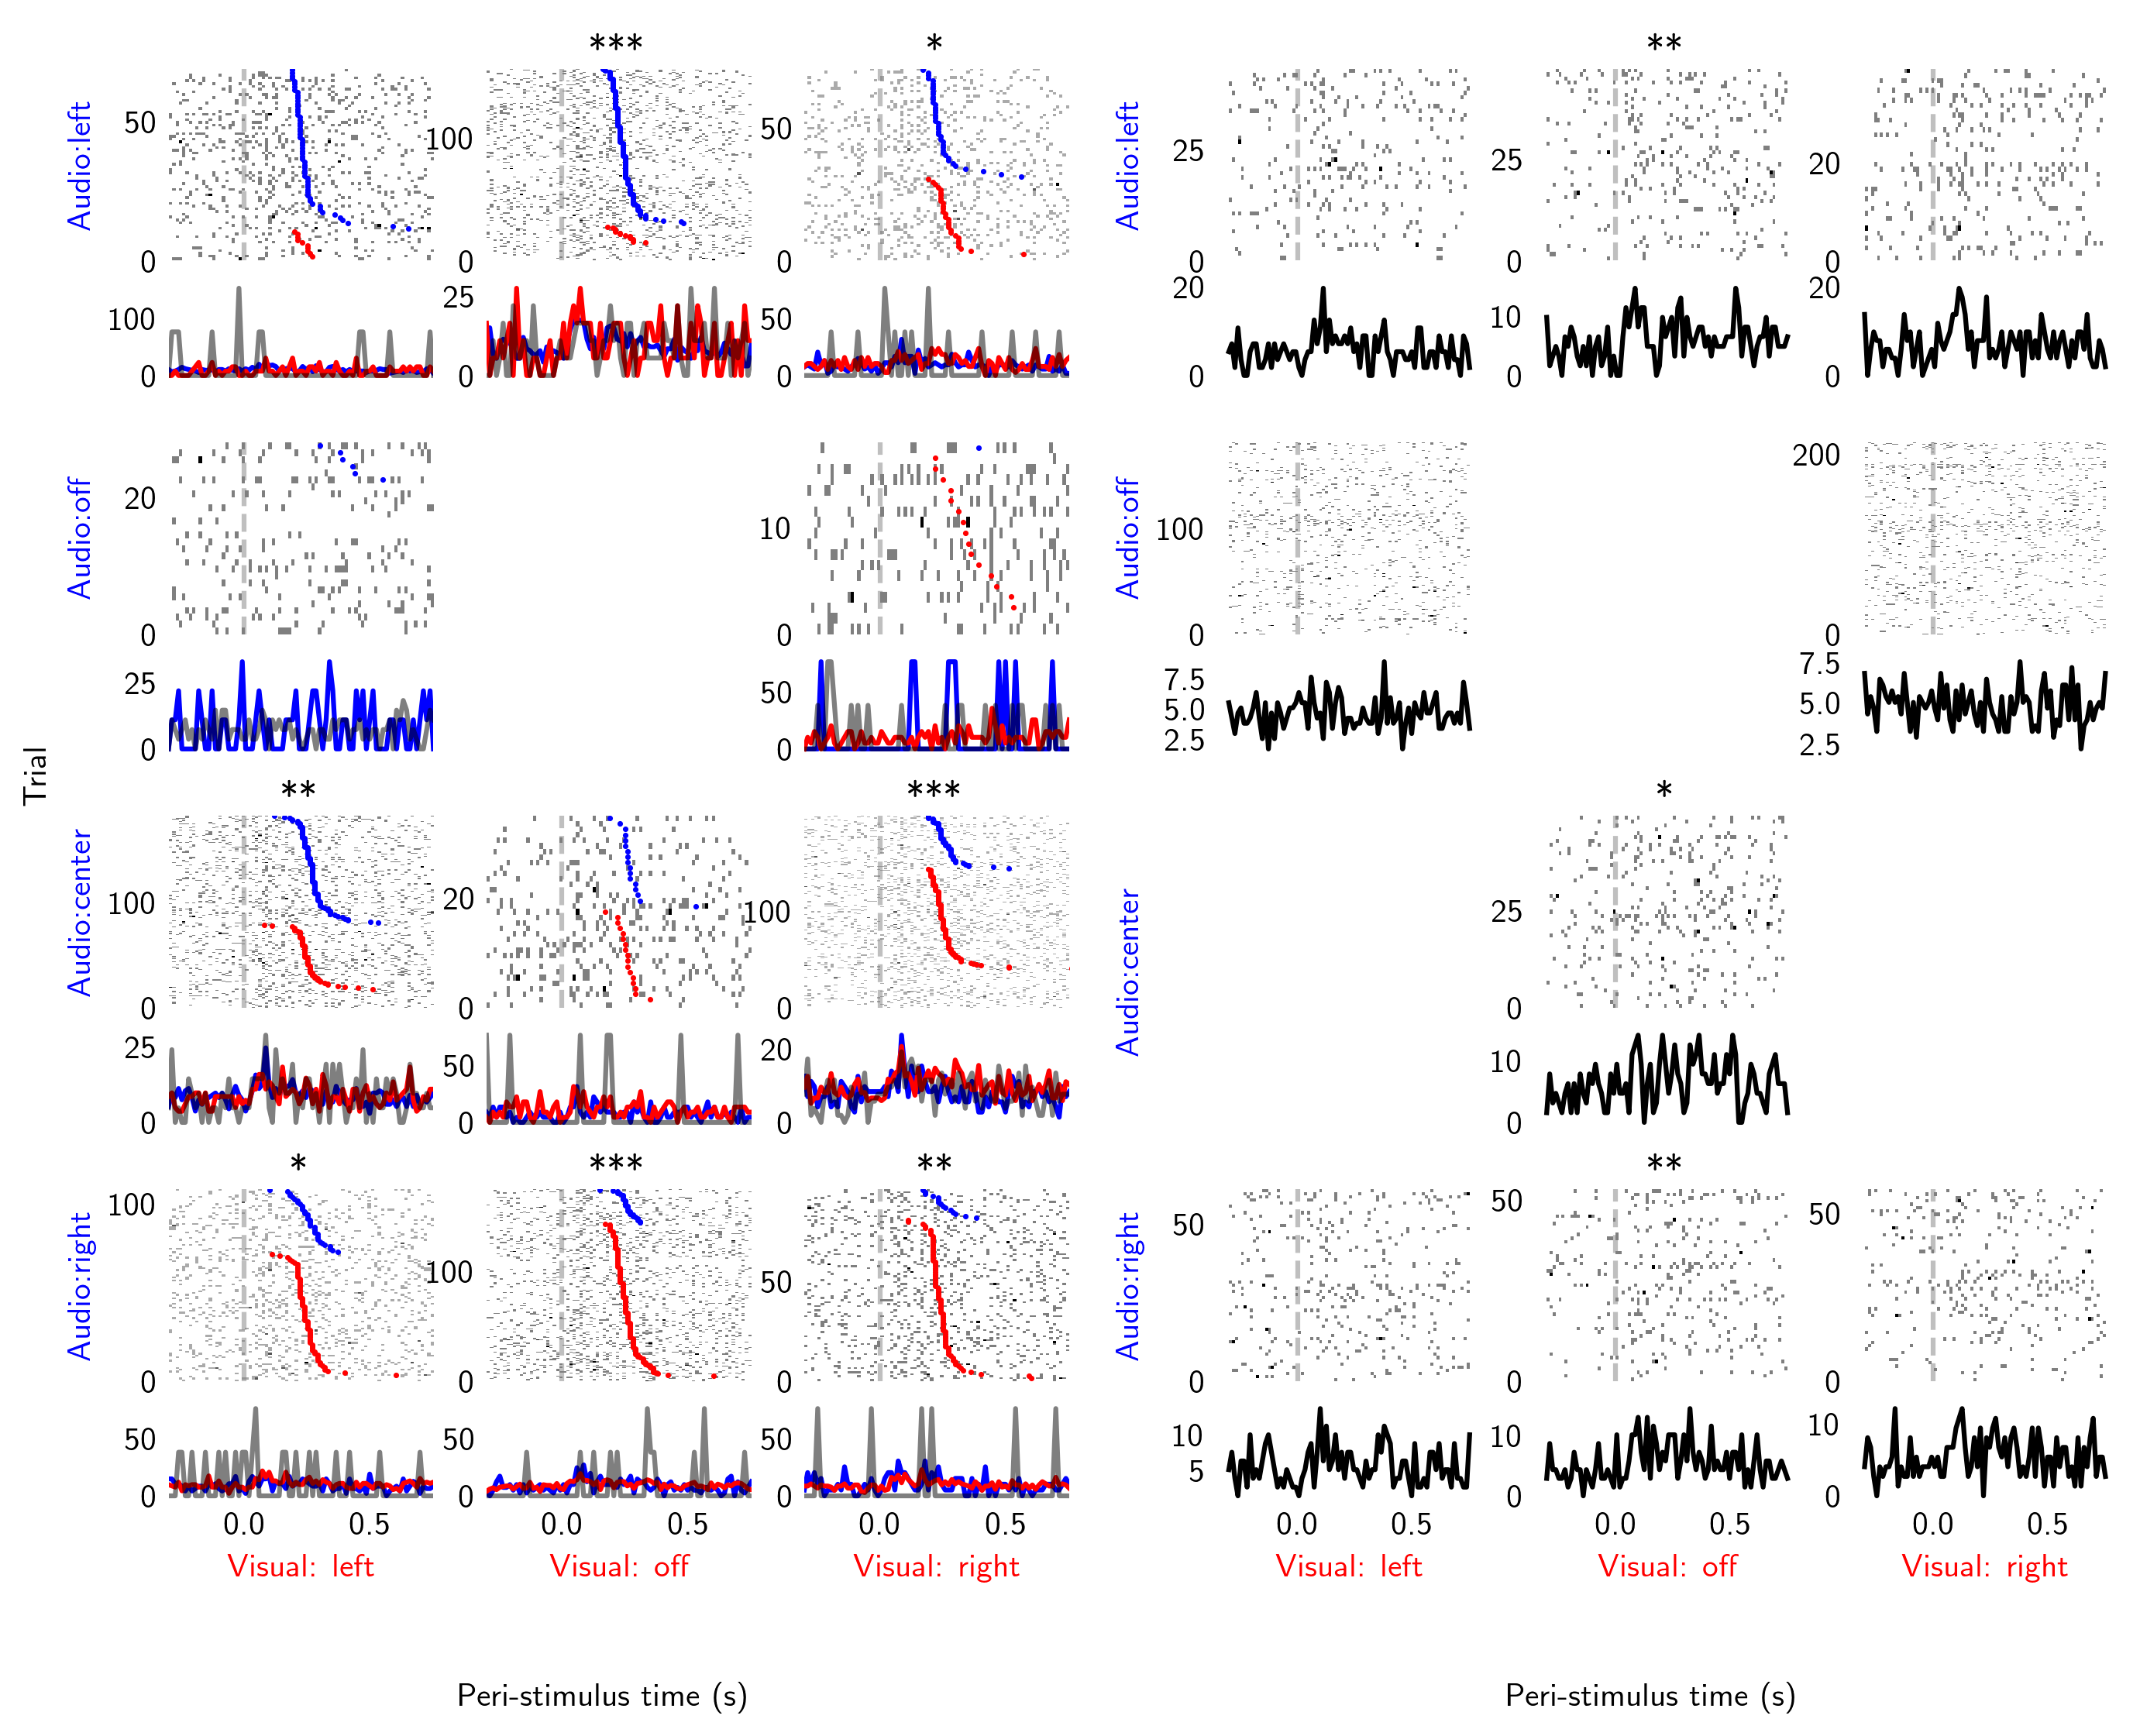 *** * **
Audio:left 50 0 100 0 100 0 25 0 50 0 50 0 Audio:left 25 0 20 0 25 0 10 0 20 0 20 0
Audio:off 20 0 25 0 10 0 50 0 Audio:off 100 0 7.5 5.0 2.5 200 0 7.5 5.0 2.5
Trial
** *** *
Audio:center 100 0 25 0 20 0 50 0 100 0 20 0 Audio:center 25 0 10 0
* *** ** **
Audio:right 100 0 50 0 100 0 50 0 50 0 50 0 Audio:right 50 0 10 5 50 0 10 0 50 0 10 0
0.0 0.5 0.0 0.5 0.0 0.5 0.0 0.5 0.0 0.5 0.0 0.5
Visual: left Visual: off Visual: right Visual: left Visual: off Visual: right
Peri-stimulus time (s) Peri-stimulus time (s)